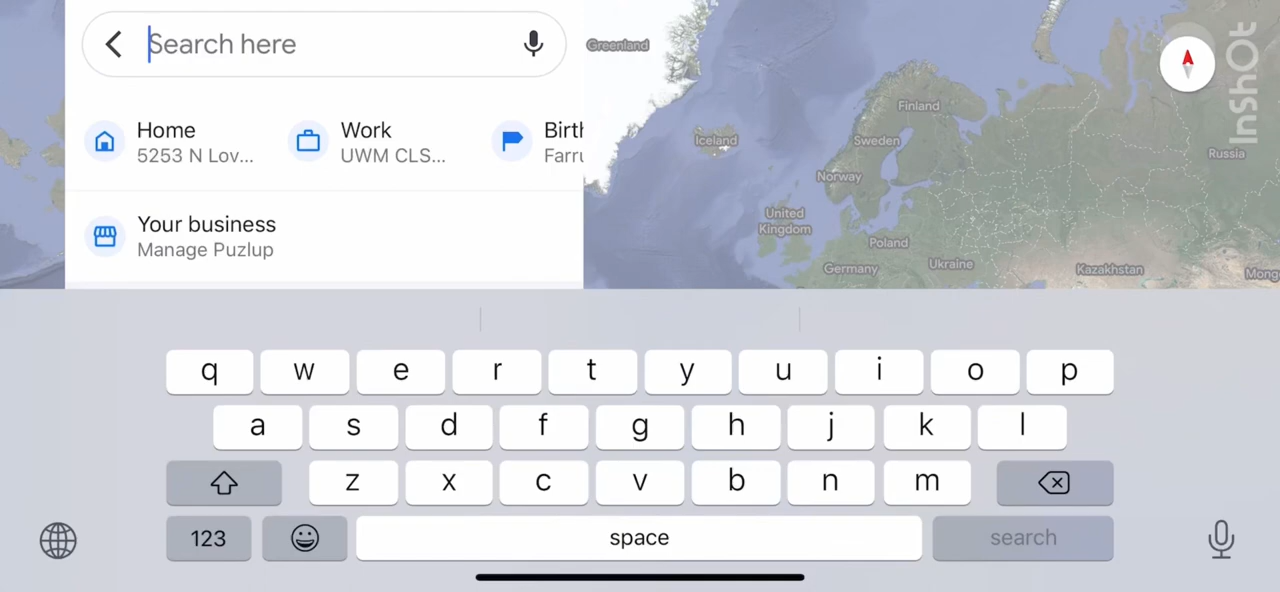 Search here
Home
5253 N Lov...
Work
UWM CLS...
Birth
Farru
Your business
Manage Puzlup
Greenland
Iceland
Finland
Sweden
Norway
Russia
United
Kingdom
Poland
Germany
Ukraine
Kazakhstan
Mong
InShOt
q w e r t y u i o p
a s d f g h j k l
z x c v b n m
123
space
search